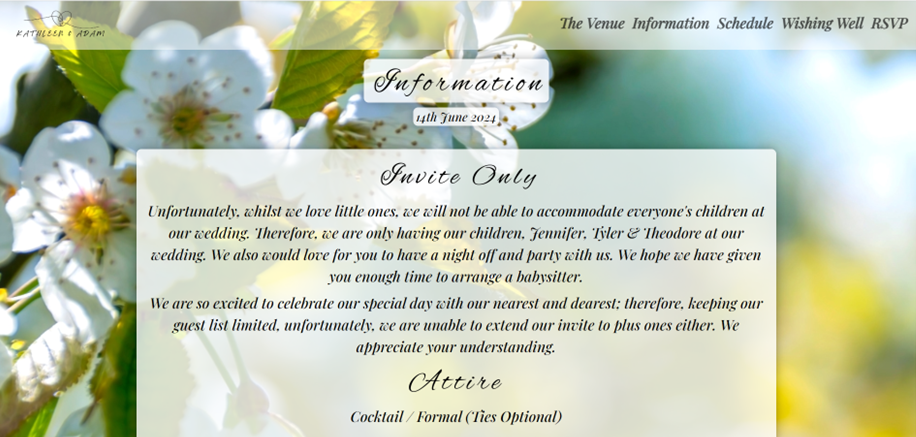 KATHLEEN & ADAM
The Venue Information Schedule Wishing Well RSVP
Information
14th June 2024
Invite Only
Unfortunately, whilst we love little ones, we will not be able to accommodate everyone's children at
our wedding. Therefore, we are only having our children, Jennifer, Tyler & Theodore at our
wedding. We also would love for you to have a night off and party with us. We hope we have given
you enough time to arrange a babysitter.
We are so excited to celebrate our special day with our nearest and dearest; therefore, keeping our
guest list limited, unfortunately, we are unable to extend our invite to plus ones either. We
appreciate your understanding.
Attire
Cocktail / Formal (Ties Optional)